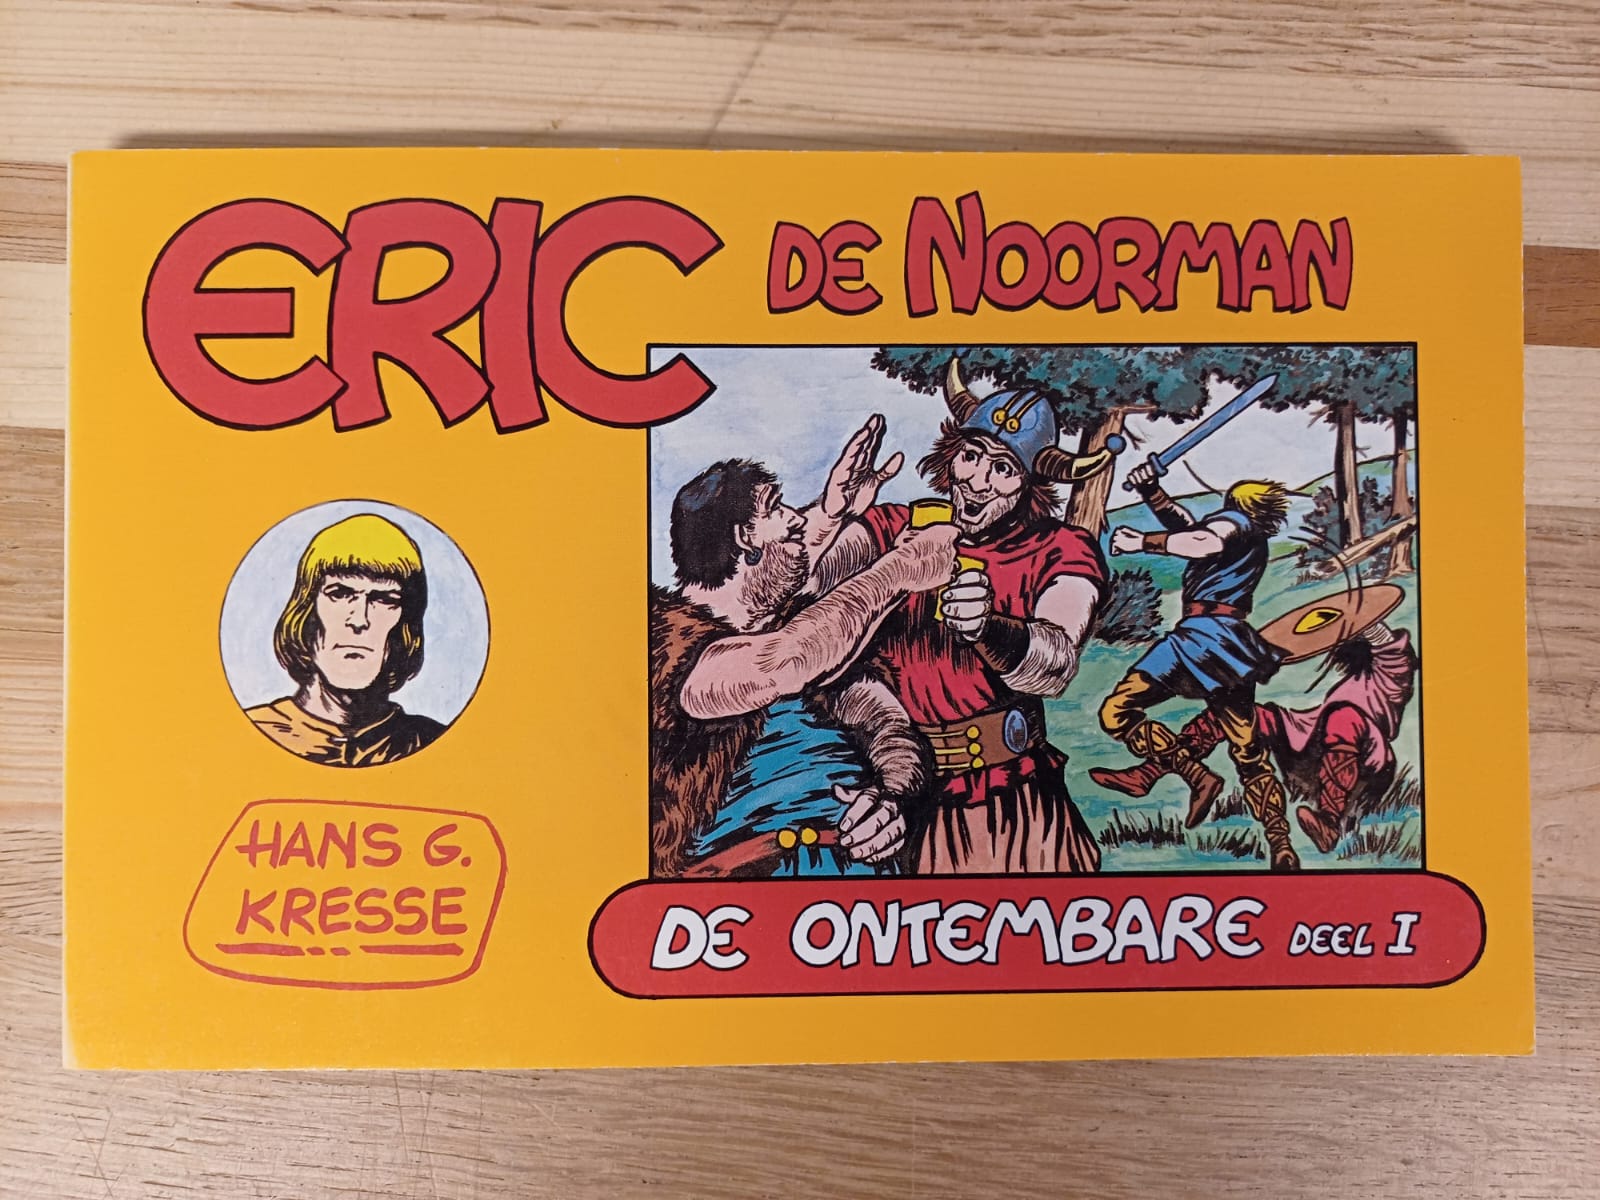 ERIC DE NOORMAN
HANS G.
KRESSE
DE ONTEMBARE DEEL I